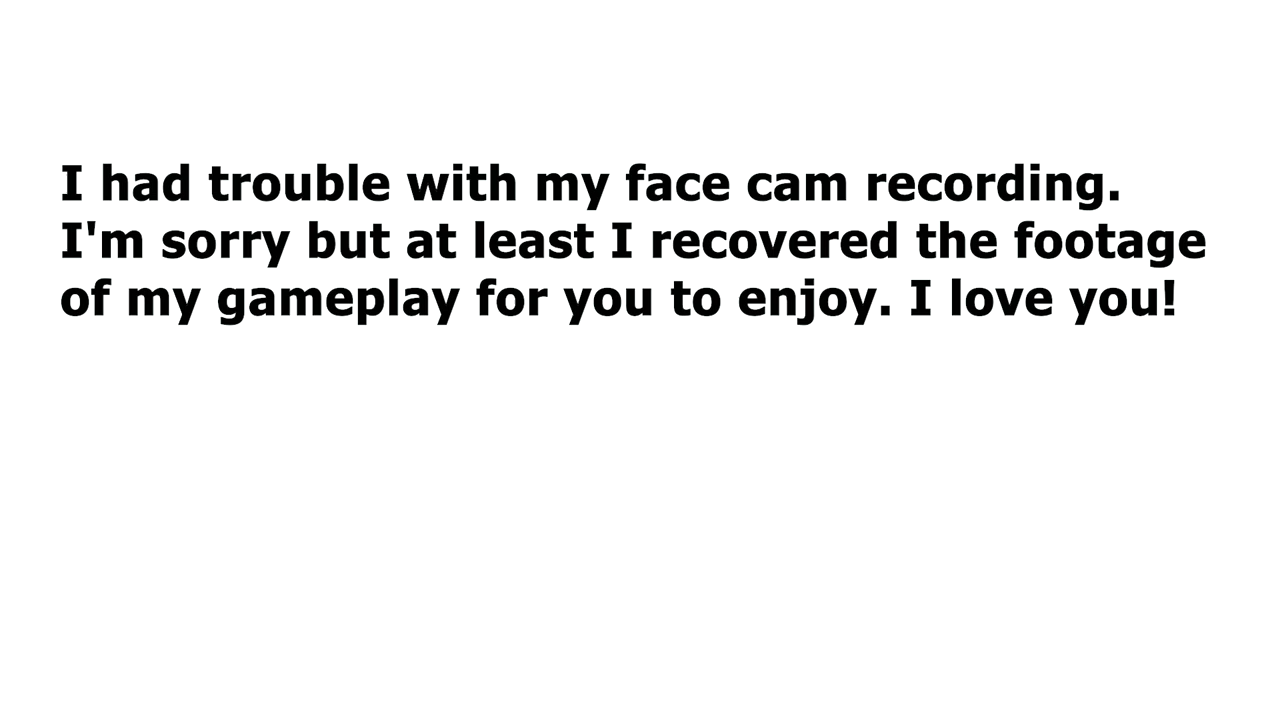 I had trouble with my face cam recording.
I'm sorry but at least I recovered the footage
of my gameplay for you to enjoy. I love you!